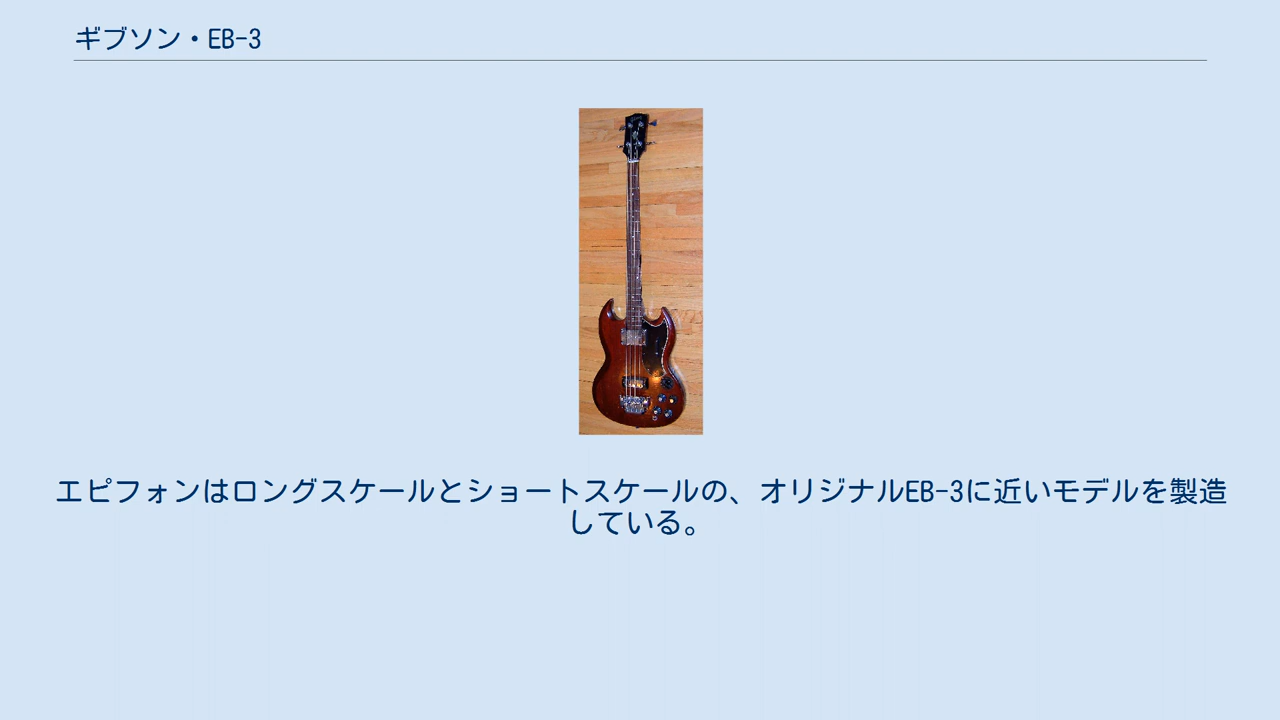 ギブソン・EB-3
エピフォンはロングスケールとショートスケールの、オリジナルEB-3に近いモデルを製造
している。